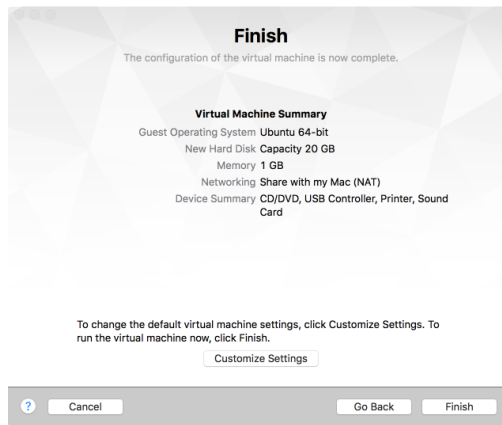 Finish
The configuration of the virtual machine is now complete.
Virtual Machine Summary
Guest Operating System Ubuntu 64-bit
New Hard Disk Capacity 20 GB
Memory 1 GB
Networking Share with my Mac (NAT)
Device Summary CD/DVD, USB Controller, Printer, Sound
Card
To change the default virtual machine settings, click Customize Settings. To
run the virtual machine now, click Finish.
Customize Settings
? Cancel Go Back Finish